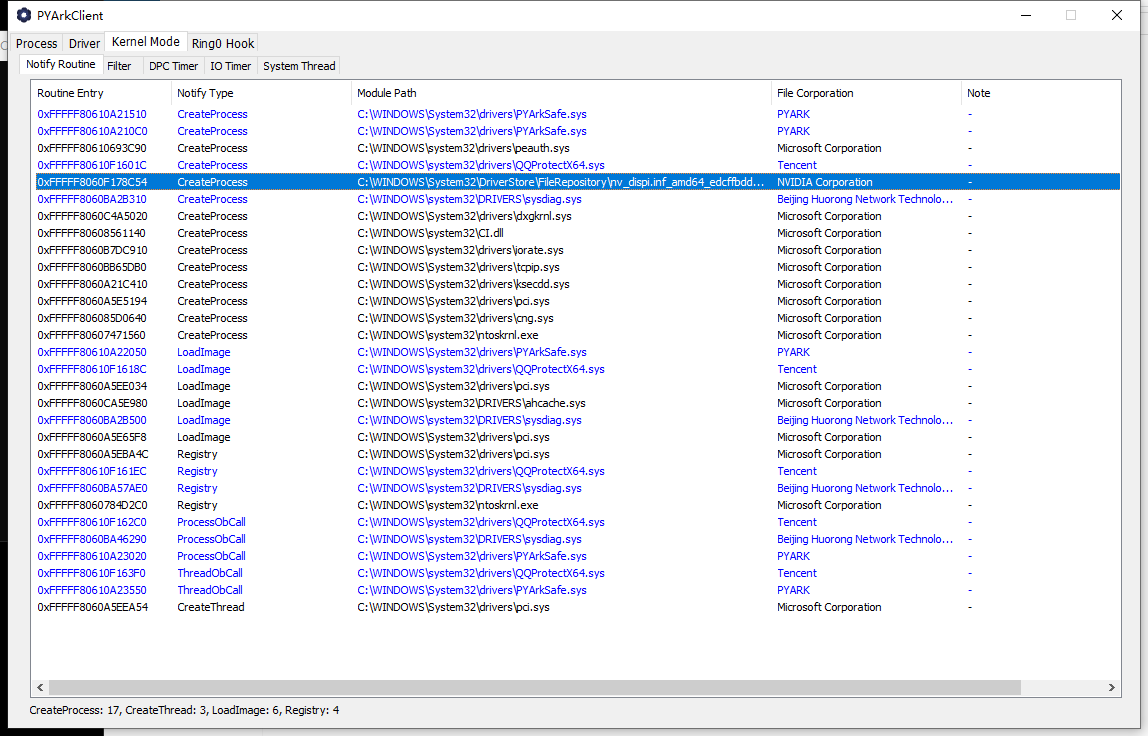 PYArkClient
Process Driver Kernel Mode Ring0 Hook
Notify Routine Filter DPC Timer IO Timer System Thread
Routine Entry Notify Type Module Path File Corporation Note
0xFFFFF80610A21510 CreateProcess C:\WINDOWS\System32\drivers\PYArkSafe.sys PYARK -
0xFFFFF80610A210C0 CreateProcess C:\WINDOWS\System32\drivers\PYArkSafe.sys PYARK -
0xFFFFF80610693C90 CreateProcess C:\WINDOWS\System32\drivers\peauth.sys Microsoft Corporation -
0xFFFFF80610F1601C CreateProcess C:\WINDOWS\system32\drivers\QQProtectX64.sys Tencent -
0xFFFFF8060F178C54 CreateProcess C:\WINDOWS\System32\DriverStore\FileRepository\nv_dispi.inf_amd64_edcffbdd... NVIDIA Corporation -
0xFFFFF8060BA2B310 CreateProcess C:\WINDOWS\system32\DRIVERS\sysdiag.sys Beijing Huorong Network Technolo... -
0xFFFFF8060C4A5020 CreateProcess C:\WINDOWS\System32\drivers\dxgkrnl.sys Microsoft Corporation -
0xFFFFF80608561140 CreateProcess C:\WINDOWS\system32\CI.dll Microsoft Corporation -
0xFFFFF8060B7DC910 CreateProcess C:\WINDOWS\system32\drivers\iorate.sys Microsoft Corporation -
0xFFFFF8060BB65DB0 CreateProcess C:\WINDOWS\System32\drivers\tcpip.sys Microsoft Corporation -
0xFFFFF8060A21C410 CreateProcess C:\WINDOWS\System32\drivers\ksecdd.sys Microsoft Corporation -
0xFFFFF8060A5E5194 CreateProcess C:\WINDOWS\System32\drivers\pci.sys Microsoft Corporation -
0xFFFFF806085D0640 CreateProcess C:\WINDOWS\System32\drivers\cng.sys Microsoft Corporation -
0xFFFFF80607471560 CreateProcess C:\WINDOWS\system32\ntoskrnl.exe Microsoft Corporation -
0xFFFFF80610A22050 LoadImage C:\WINDOWS\System32\drivers\PYArkSafe.sys PYARK -
0xFFFFF80610F1618C LoadImage C:\WINDOWS\system32\drivers\QQProtectX64.sys Tencent -
0xFFFFF8060A5EE034 LoadImage C:\WINDOWS\System32\drivers\pci.sys Microsoft Corporation -
0xFFFFF8060CA5E980 LoadImage C:\WINDOWS\system32\DRIVERS\ahcache.sys Microsoft Corporation -
0xFFFFF8060BA2B500 LoadImage C:\WINDOWS\system32\DRIVERS\sysdiag.sys Beijing Huorong Network Technolo... -
0xFFFFF8060A5E65F8 LoadImage C:\WINDOWS\System32\drivers\pci.sys Microsoft Corporation -
0xFFFFF8060A5EBA4C Registry C:\WINDOWS\System32\drivers\pci.sys Microsoft Corporation -
0xFFFFF80610F161EC Registry C:\WINDOWS\system32\drivers\QQProtectX64.sys Tencent -
0xFFFFF8060BA57AE0 Registry C:\WINDOWS\system32\DRIVERS\sysdiag.sys Beijing Huorong Network Technolo... -
0xFFFFF8060784D2C0 Registry C:\WINDOWS\system32\ntoskrnl.exe Microsoft Corporation -
0xFFFFF80610F162C0 ProcessObCall C:\WINDOWS\system32\drivers\QQProtectX64.sys Tencent -
0xFFFFF8060BA46290 ProcessObCall C:\WINDOWS\system32\DRIVERS\sysdiag.sys Beijing Huorong Network Technolo... -
0xFFFFF80610A23020 ProcessObCall C:\WINDOWS\System32\drivers\PYArkSafe.sys PYARK -
0xFFFFF80610F163F0 ThreadObCall C:\WINDOWS\system32\drivers\QQProtectX64.sys Tencent -
0xFFFFF80610A23550 ThreadObCall C:\WINDOWS\System32\drivers\PYArkSafe.sys PYARK -
0xFFFFF8060A5EEA54 CreateThread C:\WINDOWS\System32\drivers\pci.sys Microsoft Corporation -
CreateProcess: 17, CreateThread: 3, LoadImage: 6, Registry: 4